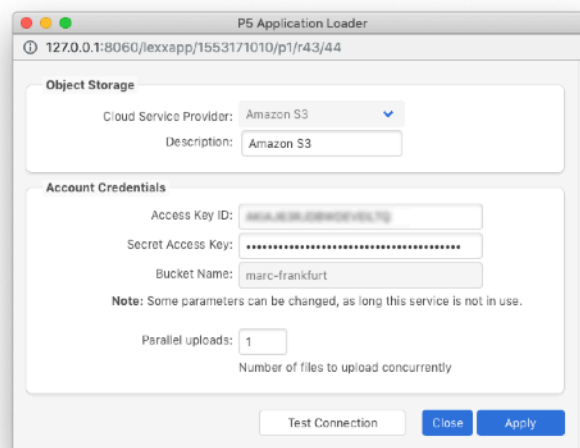 P5 Application Loader
127.0.0.1:8060/lexxapp/1553171010/p1/r43/44
Object Storage
Cloud Service Provider: Amazon S3
Description: Amazon S3
Account Credentials
Access Key ID:
Secret Access Key: ••••••••••••••••••••••••••••••••••••••••
Bucket Name: marc-frankfurt
Note: Some parameters can be changed, as long this service is not in use.
Parallel uploads: 1
Number of files to upload concurrently
Test Connection Close Apply